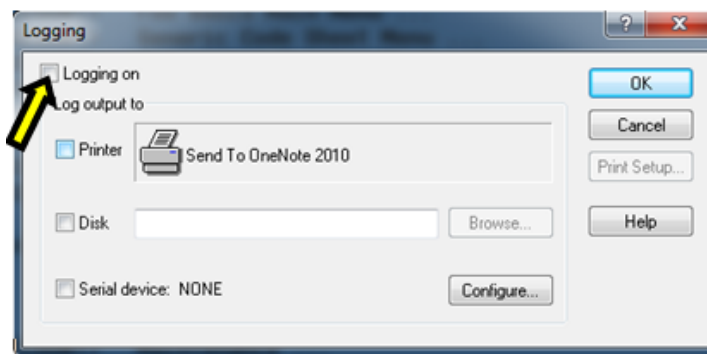 Logging
Logging on
Log output to
Printer
Send To OneNote 2010
Disk
Browse...
Serial device: NONE
Configure...
OK
Cancel
Print Setup...
Help